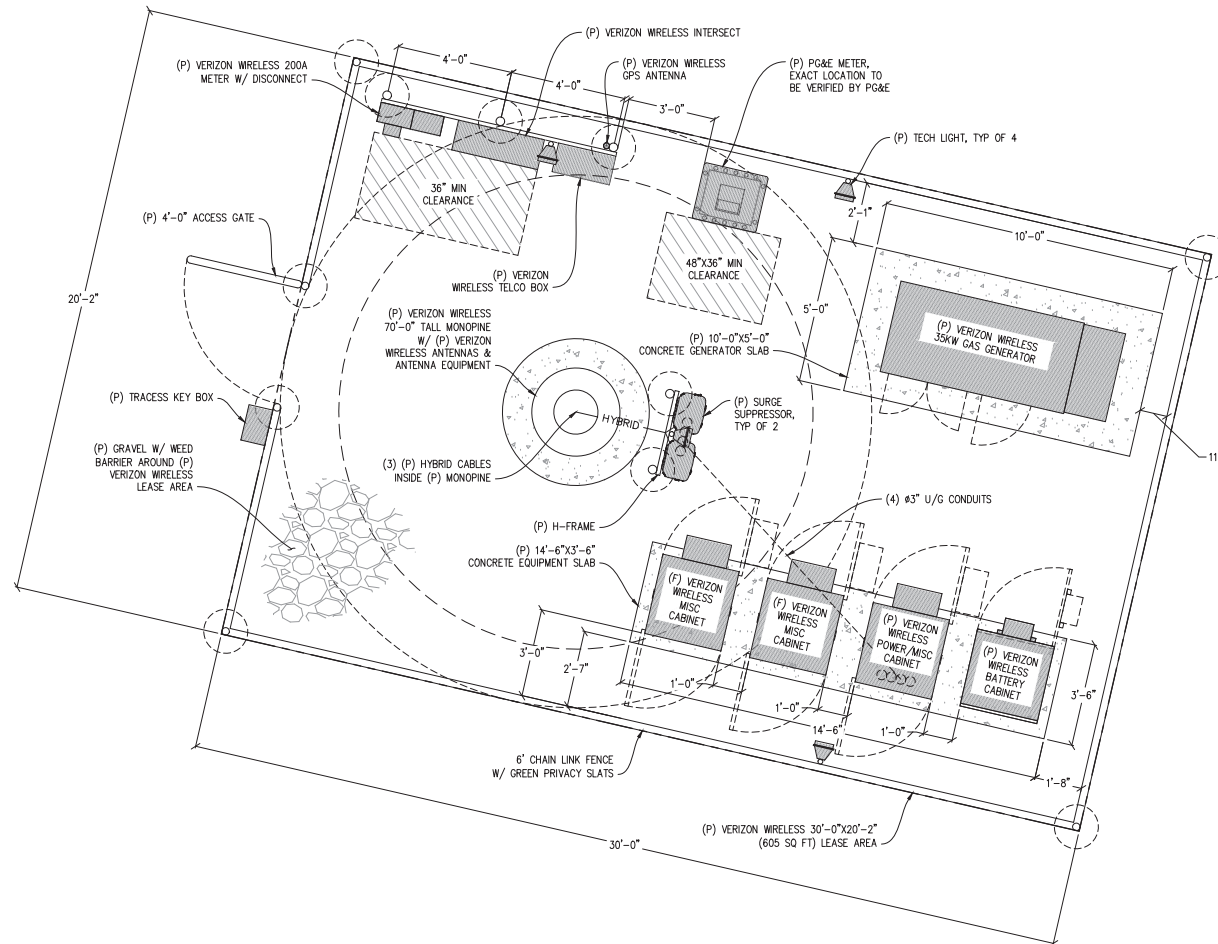 (P) VERIZON WIRELESS INTERSECT
4'-0"
(P) VERIZON WIRELESS 200A
METER W/ DISCONNECT
(P) VERIZON WIRELESS
GPS ANTENNA
4'-0"
3'-0"
(P) PG&E METER,
EXACT LOCATION TO
BE VERIFIED BY PG&E
(P) TECH LIGHT, TYP OF 4
36" MIN
CLEARANCE
2'-1"
10'-0"
(P) 4'-0" ACCESS GATE
48"X36" MIN
CLEARANCE
(P) VERIZON
WIRELESS TELCO BOX
20'-2"
5'-0"
(P) VERIZON WIRELESS
70'-0" TALL MONOPINE
W/ (P) VERIZON
WIRELESS ANTENNAS &
ANTENNA EQUIPMENT
(P) 10'-0"X5'-0"
CONCRETE GENERATOR SLAB
(P) VERIZON WIRELESS
35KW GAS GENERATOR
(P) TRACESS KEY BOX
HYBRID
(P) SURGE
SUPPRESSOR,
TYP OF 2
(P) GRAVEL W/ WEED
BARRIER AROUND (P)
VERIZON WIRELESS
LEASE AREA
(3) (P) HYBRID CABLES
INSIDE (P) MONOPINE
11
(4) ø3" U/G CONDUITS
(P) H-FRAME
(P) 14'-6"X3'-6"
CONCRETE EQUIPMENT SLAB
(F) VERIZON
WIRELESS
MISC
CABINET
(F) VERIZON
WIRELESS
MISC
CABINET
(P) VERIZON
WIRELESS
POWER/MISC
CABINET
(P) VERIZON
WIRELESS
BATTERY
CABINET
3'-0"
2'-7"
1'-0"
1'-0"
14'-6"
1'-0"
3'-6"
1'-8"
6' CHAIN LINK FENCE
W/ GREEN PRIVACY SLATS
(P) VERIZON WIRELESS 30'-0"X20'-2"
(605 SQ FT) LEASE AREA
30'-0"